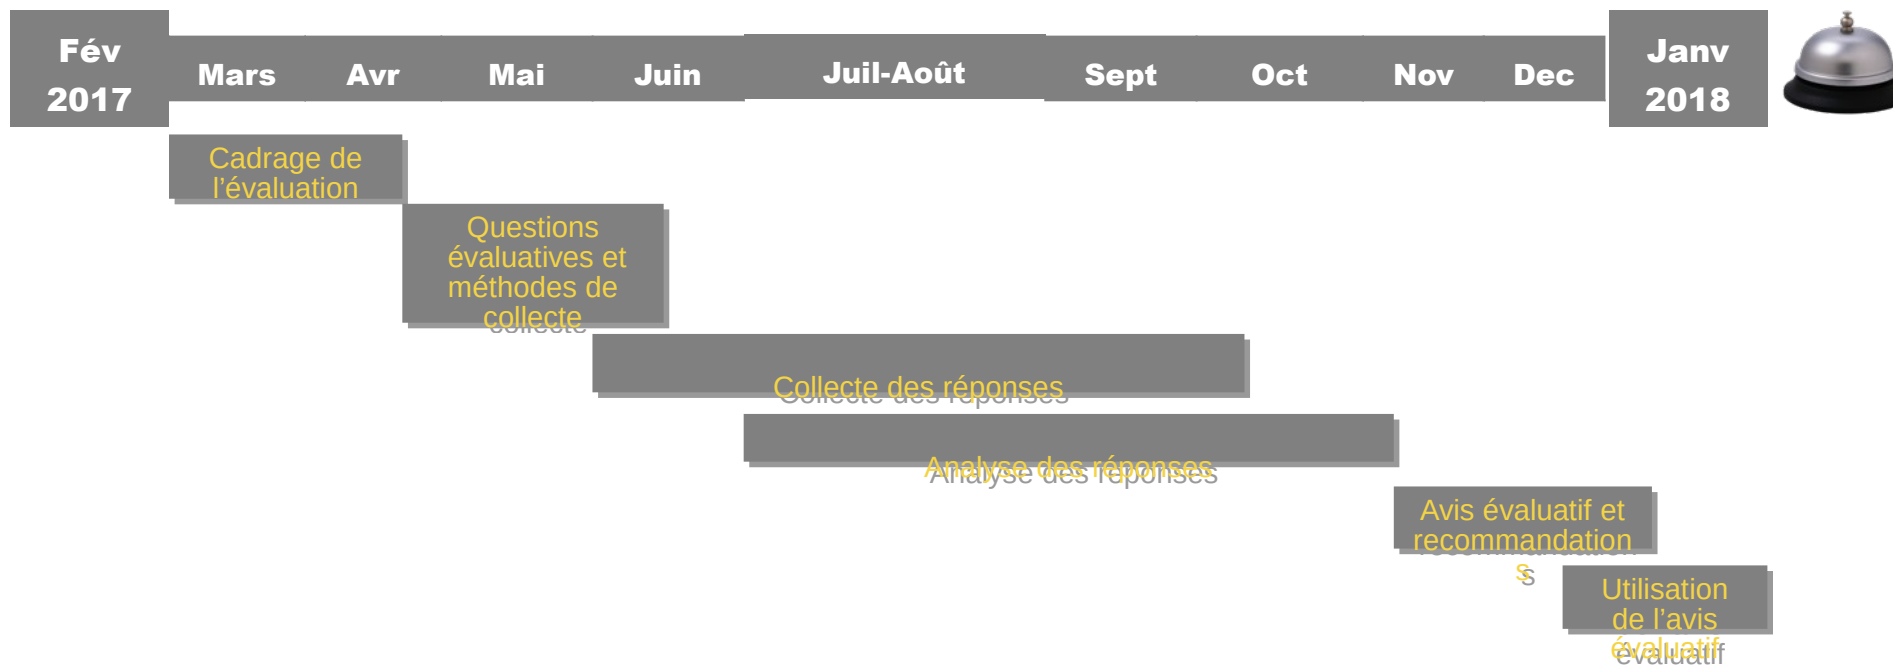 Fév
2017
Mars
Avr
Mai
Juin
Juil-Août
Sept
Oct
Nov
Dec
Janv
2018
Cadrage de
l’évaluation
Questions
évaluatives et
méthodes de
collecte
Collecte des réponses
Analyse des réponses
Avis évaluatif et
recommandation
s
Utilisation
de l’avis
évaluatif